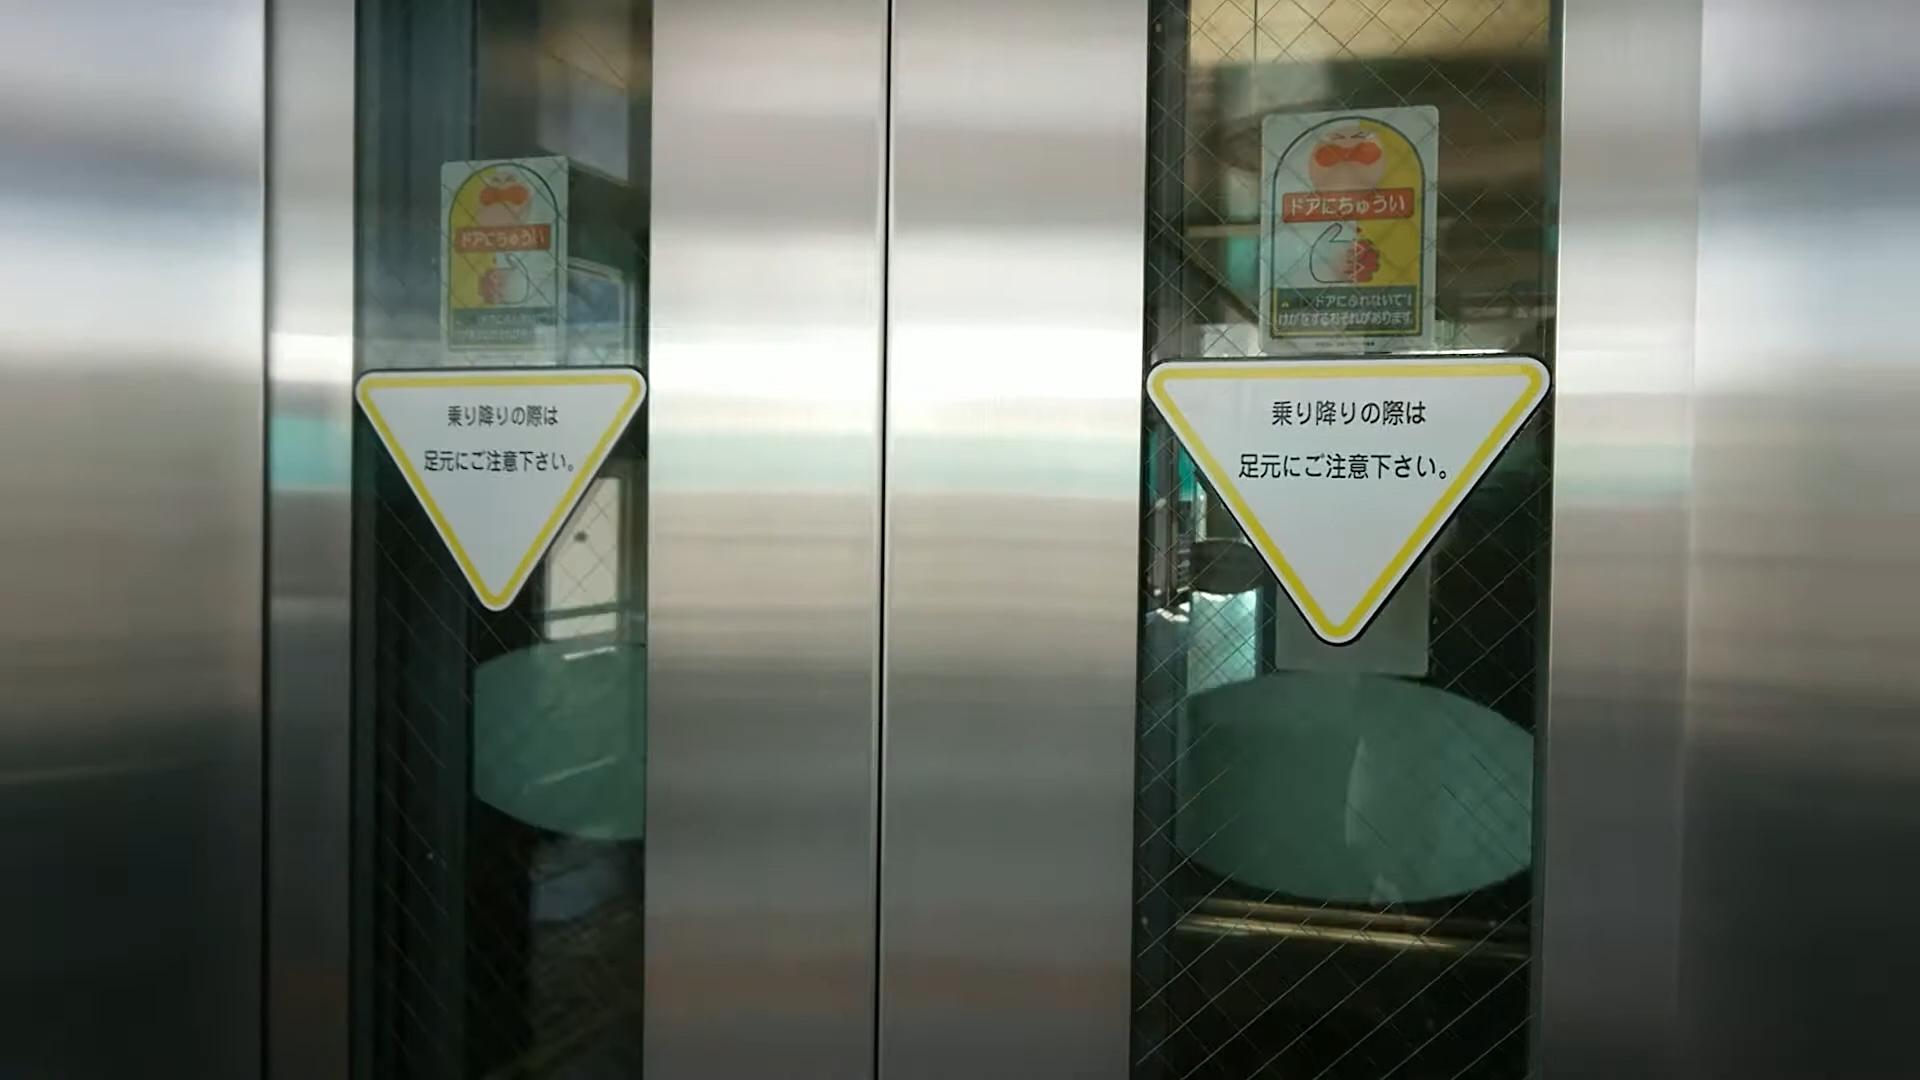 ドアにちゅうい
乗り降りの際は
足元にご注意下さい。
ドアにちゅうい
ドアにふれないで!
けがをするおそれがあります
乗り降りの際は
足元にご注意下さい。